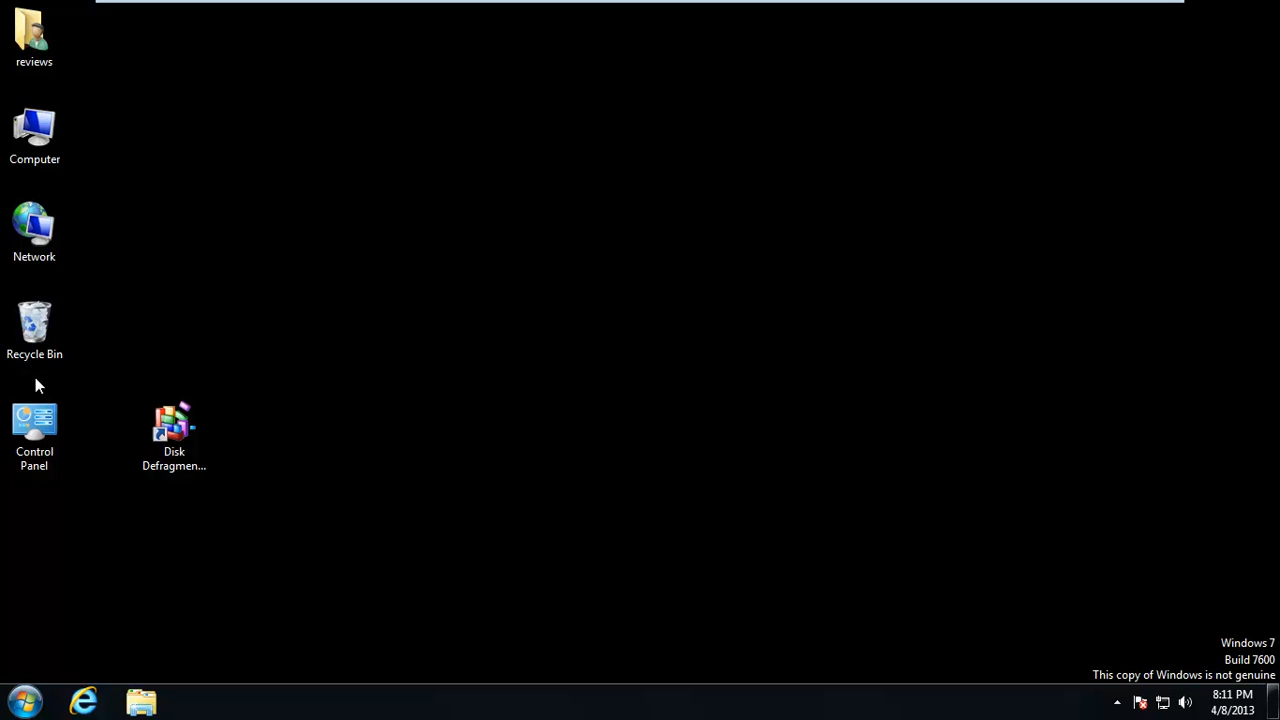 reviews
Computer
Network
Recycle Bin
Control
Panel
Disk
Defragmen...
Windows 7
Build 7600
This copy of Windows is not genuine
8:11 PM
4/8/2013